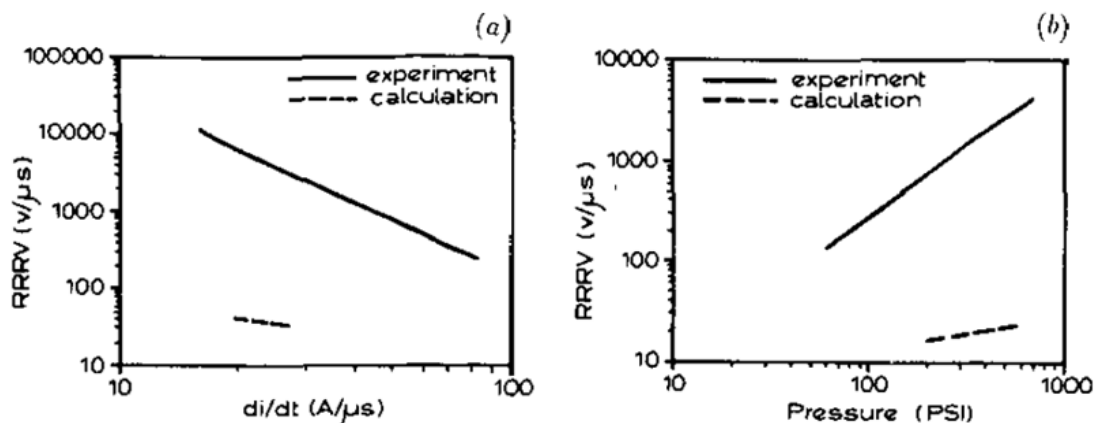 (a)
100000
experiment
calculation
10000
1000
100
10
RRRV (v/µs)
10
100
di/dt (A/µs)
(b)
10000
experiment
calculation
1000
100
10
RRRV (v/µs)
10
100
1000
Pressure (PSI)